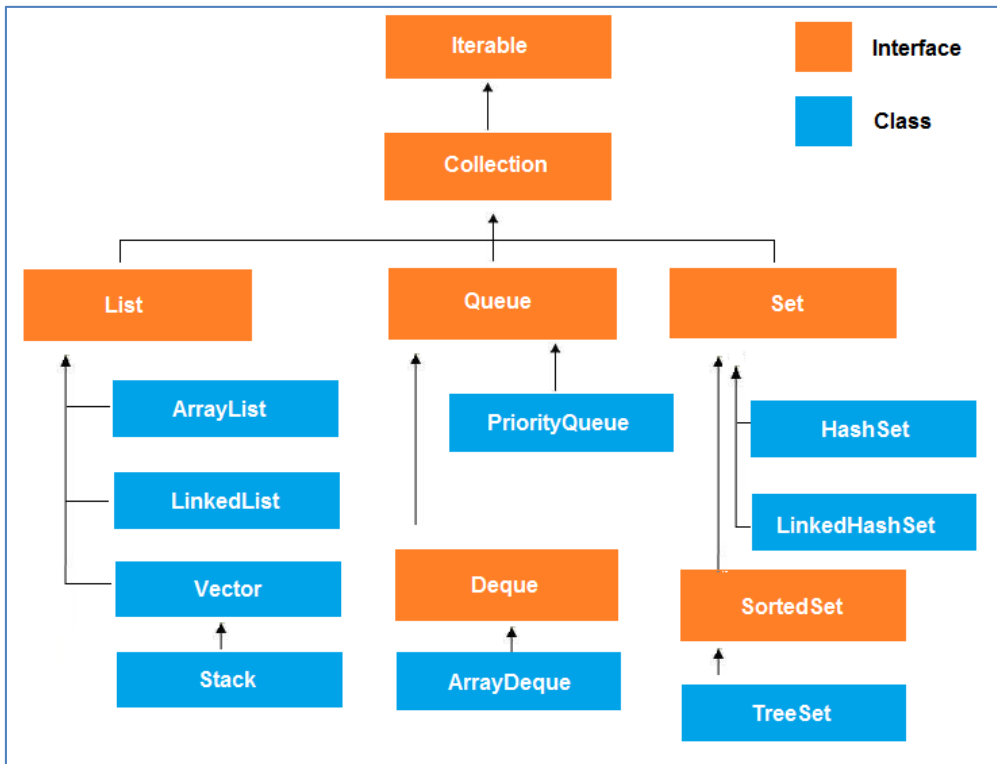 Iterable
Interface
Class
Collection
List
Queue
Set
ArrayList
PriorityQueue
HashSet
LinkedList
LinkedHashSet
Vector
Deque
SortedSet
Stack
ArrayDeque
TreeSet